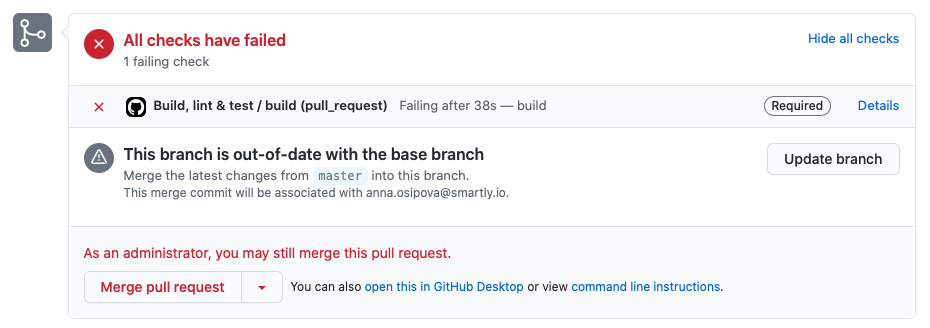 All checks have failed
Hide all checks
1 failing check
Build, lint & test / build (pull_request) Failing after 38s — build Required Details
This branch is out-of-date with the base branch
Update branch
Merge the latest changes from master into this branch.
This merge commit will be associated with anna.osipova@smartly.io.
As an administrator, you may still merge this pull request.
Merge pull request You can also open this in GitHub Desktop or view command line instructions.